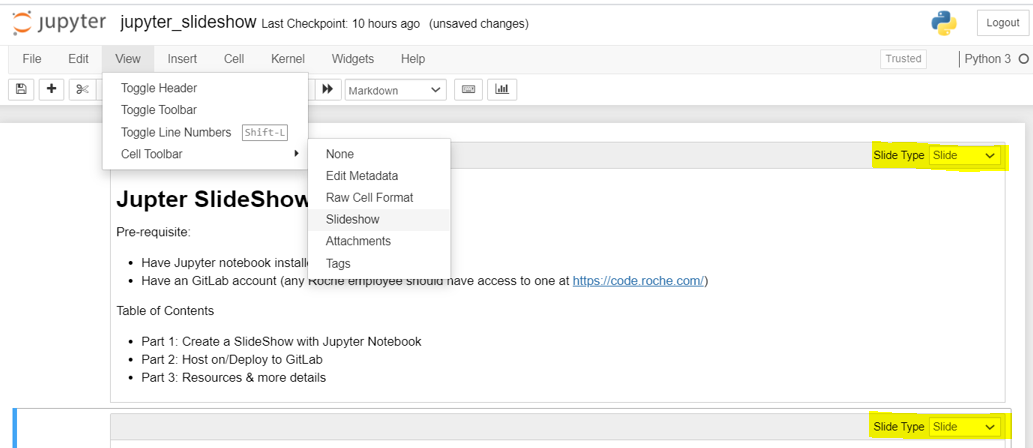 jupyter jupyter_slideshow Last Checkpoint: 10 hours ago (unsaved changes) Logout
File Edit View Insert Cell Kernel Widgets Help Trusted Python 3
Markdown
Toggle Header
Toggle Toolbar
Toggle Line Numbers Shift-L
Cell Toolbar
None
Edit Metadata
Raw Cell Format
Slideshow
Attachments
Tags
Slide Type Slide
Jupter SlideShow
Pre-requisite:
Have Jupyter notebook installe
Have an GitLab account (any Roche employee should have access to one at https://code.roche.com/)
Table of Contents
Part 1: Create a SlideShow with Jupyter Notebook
Part 2: Host on/Deploy to GitLab
Part 3: Resources & more details
Slide Type Slide